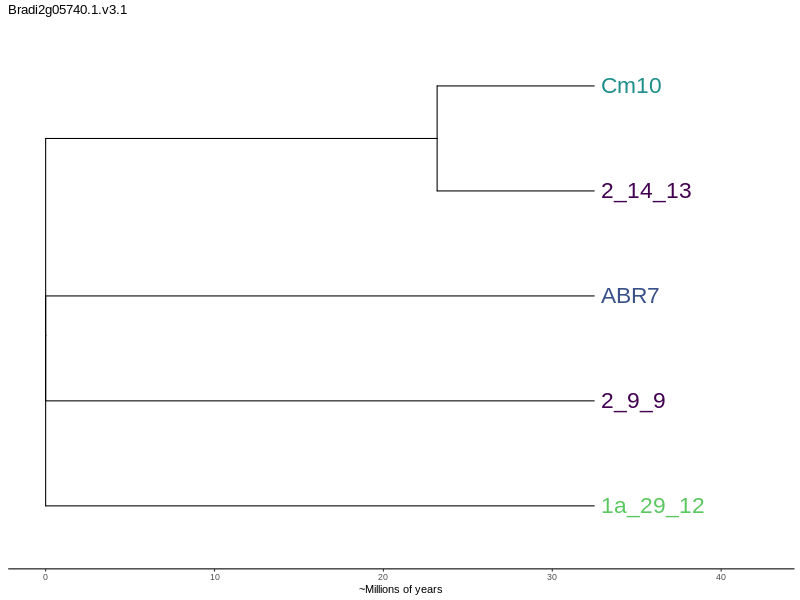 Bradi2g05740.1.v3.1
Cm10
2_14_13
ABR7
2_9_9
1a_29_12
0 10 20 30 40
~Millions of years